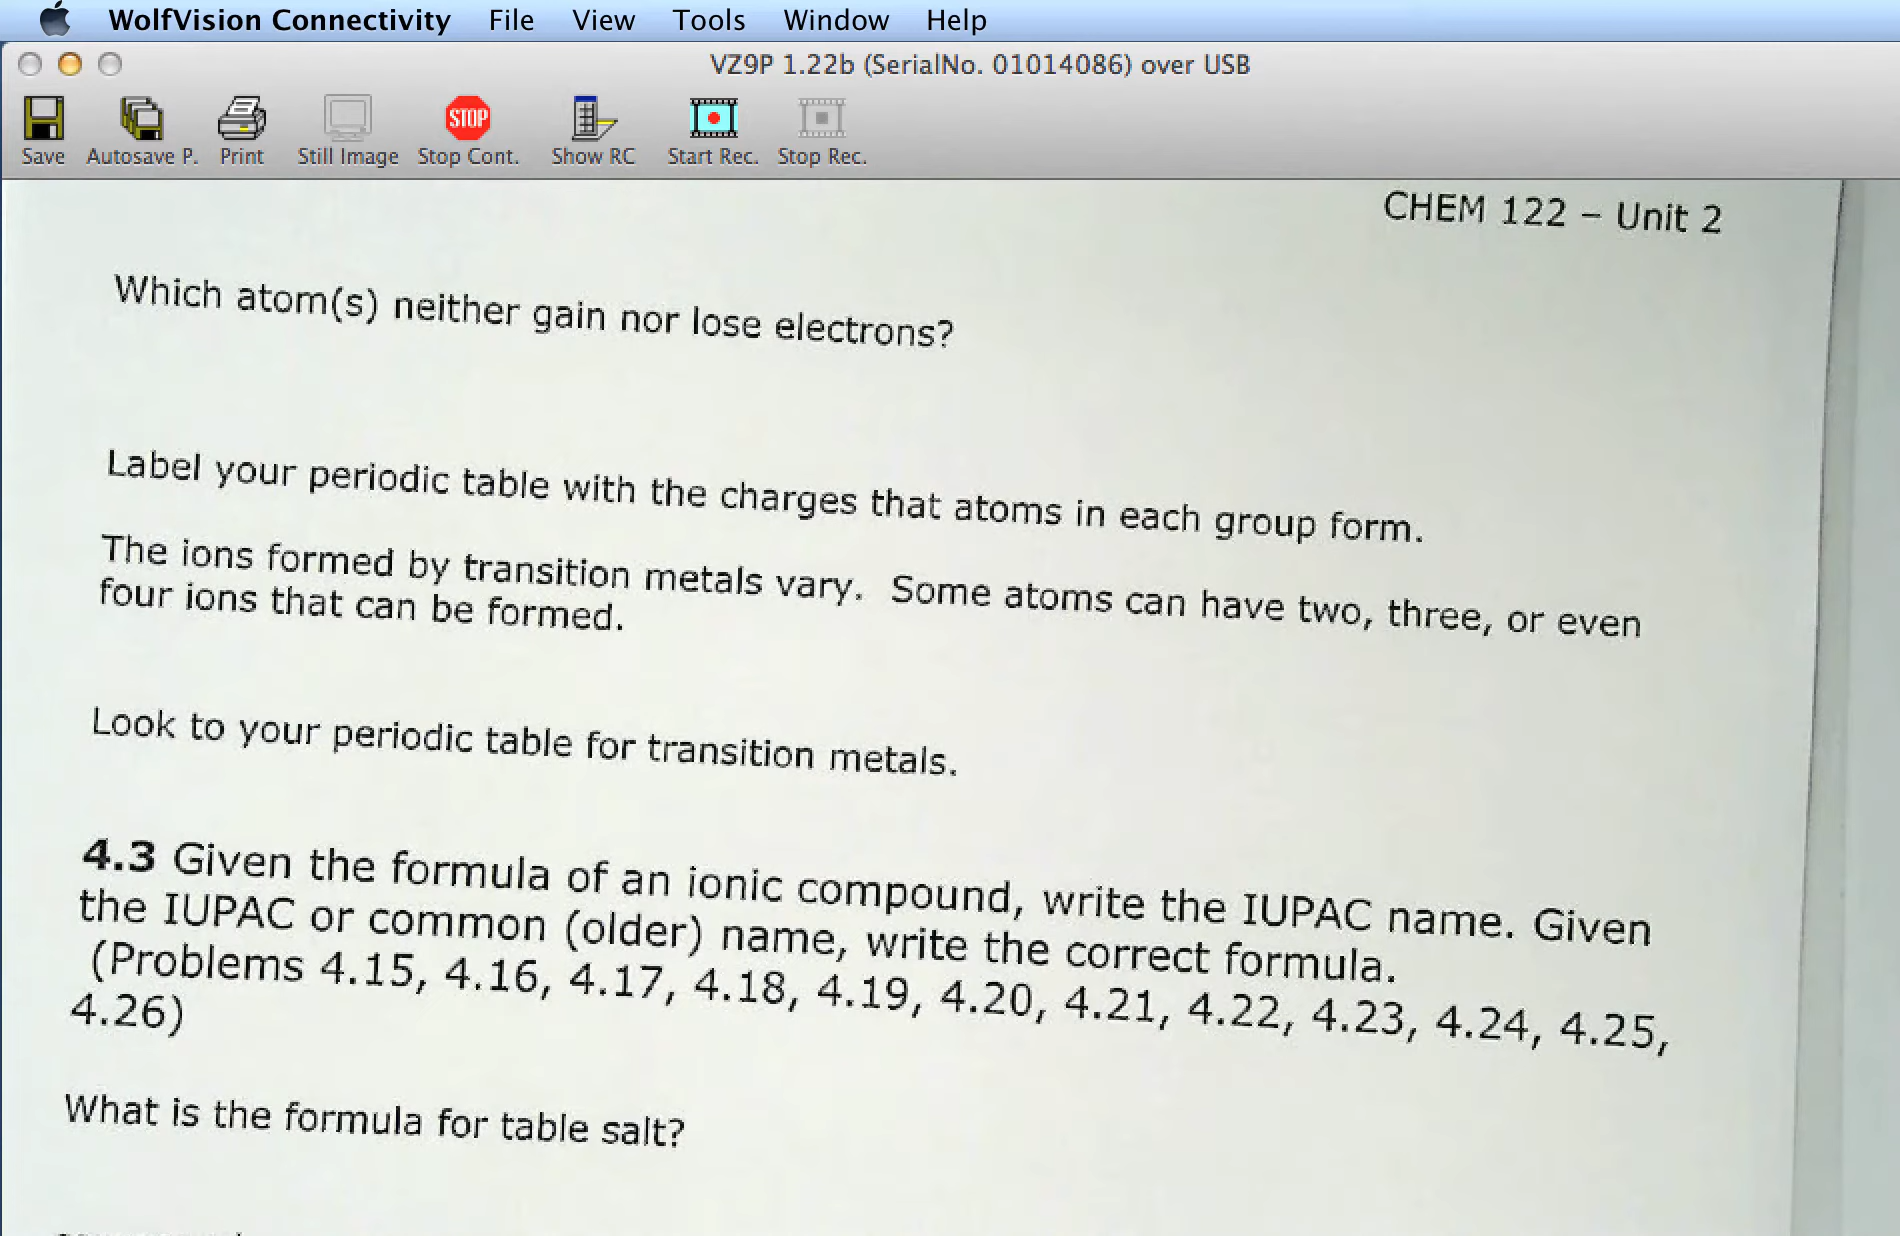 WolfVision Connectivity File View Tools Window Help
VZ9P 1.22b (SerialNo. 01014086) over USB
STOP
Save Autosave P. Print Still Image Stop Cont. Show RC Start Rec. Stop Rec.
CHEM 122 – Unit 2
Which atom(s) neither gain nor lose electrons?
Label your periodic table with the charges that atoms in each group form.
The ions formed by transition metals vary.  Some atoms can have two, three, or even
four ions that can be formed.
Look to your periodic table for transition metals.
4.3 Given the formula of an ionic compound, write the IUPAC name. Given
the IUPAC or common (older) name, write the correct formula.
(Problems 4.15, 4.16, 4.17, 4.18, 4.19, 4.20, 4.21, 4.22, 4.23, 4.24, 4.25,
4.26)
What is the formula for table salt?